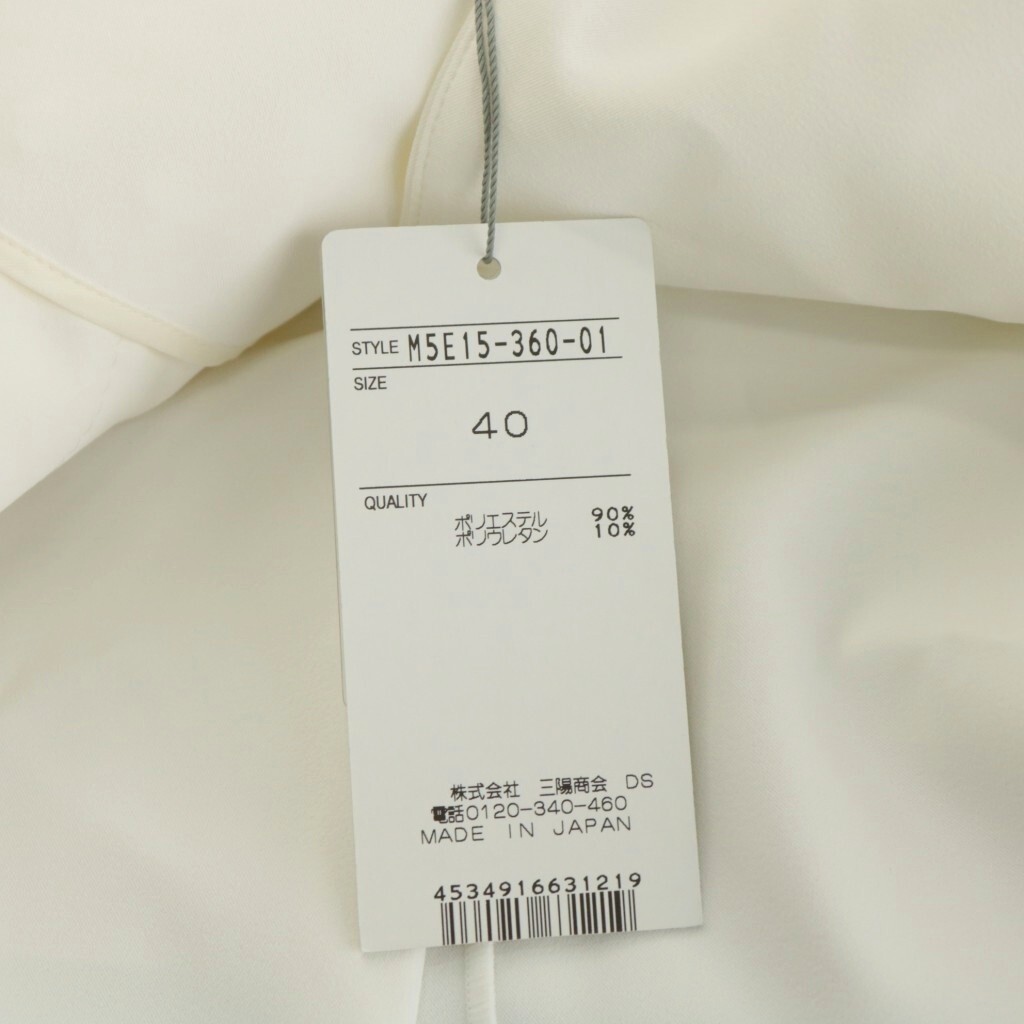 STYLE M5E15-360-01
SIZE
40
QUALITY
ポリエステル 90%
ポリウレタン 10%
株式会社 三陽商会 DS
電話0120-340-460
MADE IN JAPAN
4534916631219